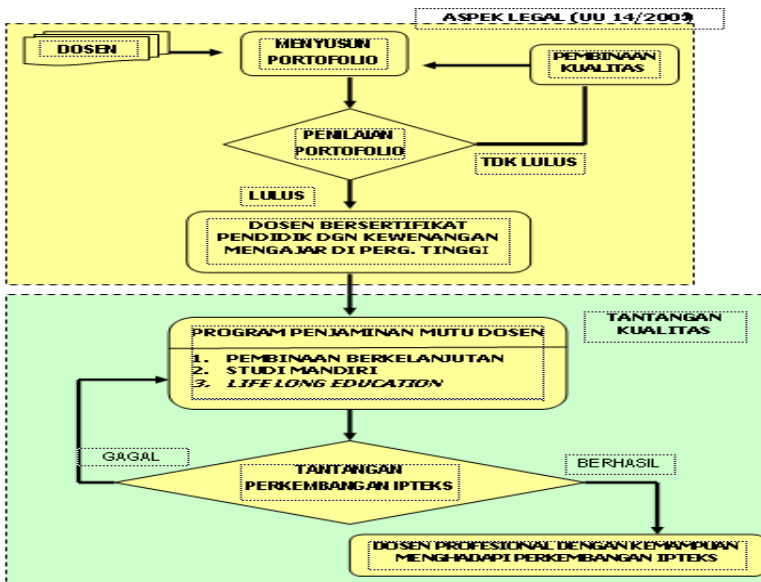 ASPEK LEGAL (UU 14/2005)
DOSEN
MENYUSUN
PORTOFOLIO
PEMBINAAN
KUALITAS
PENILAIAN
PORTOFOLIO
TDK LULUS
LULUS
DOSEN BERSERTIFIKAT
PENDIDIK DGN KEWENANGAN
MENGAJAR DI PERG. TINGGI
TANTANGAN
KUALITAS
PROGRAM PENJAMINAN MUTU DOSEN
1. PEMBINAAN BERKELANJUTAN
2. STUDI MANDIRI
3. LIFE LONG EDUCATION
GAGAL
BERHASIL
TANTANGAN
PERKEMBANGAN IPTEKS
DOSEN PROFESIONAL DENGAN KEMAMPUAN
MENGHADAPI PERKEMBANGAN IPTEKS